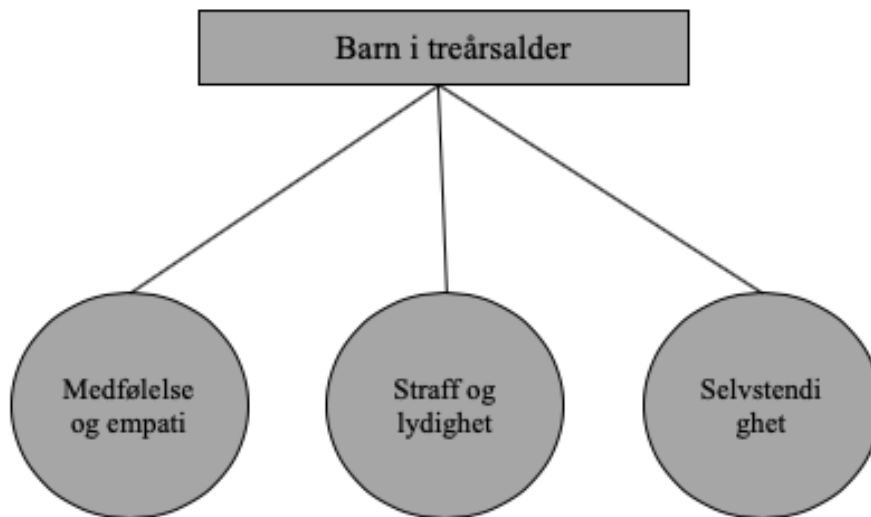 Barn i treårsalder
Medfølelse
og empati
Straff og
lydighet
Selvstendi
ghet